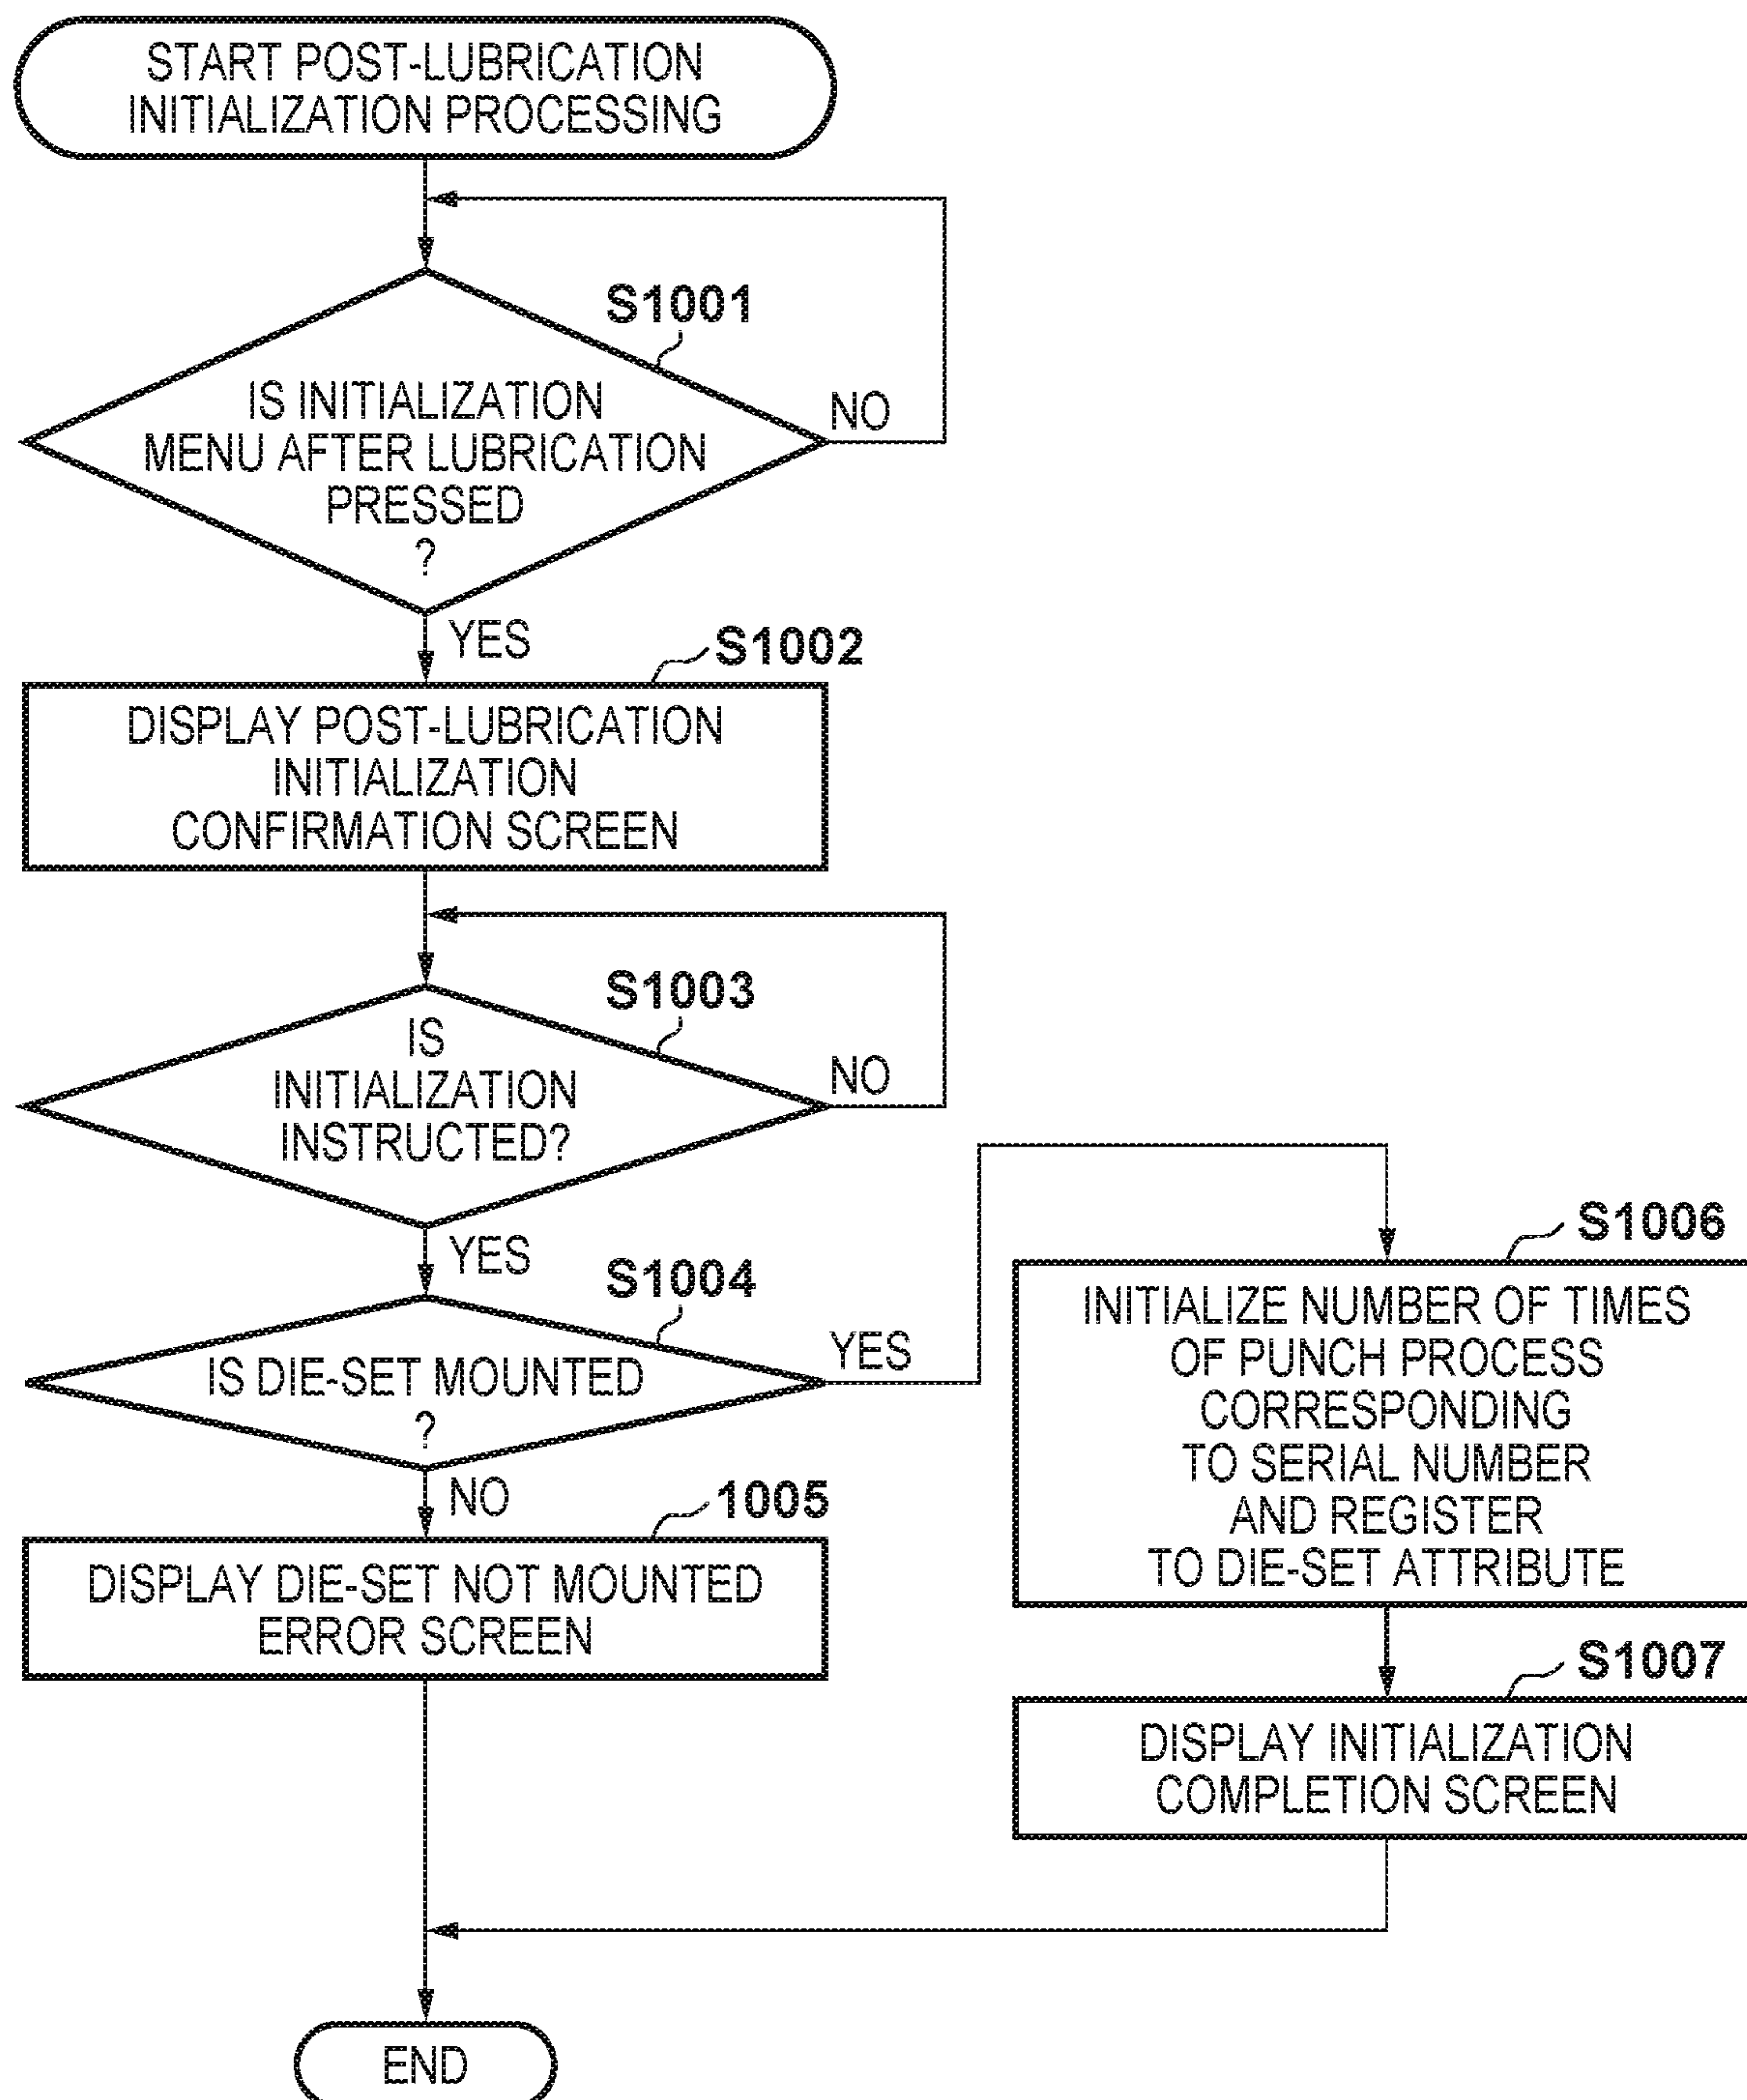 START POST-LUBRICATION
INITIALIZATION PROCESSING
S1001
IS INITIALIZATION
MENU AFTER LUBRICATION
PRESSED
?
NO
YES
S1002
DISPLAY POST-LUBRICATION
INITIALIZATION
CONFIRMATION SCREEN
S1003
IS
INITIALIZATION
INSTRUCTED?
NO
YES
S1004
IS DIE-SET MOUNTED
?
YES
NO
1005
DISPLAY DIE-SET NOT MOUNTED
ERROR SCREEN
S1006
INITIALIZE NUMBER OF TIMES
OF PUNCH PROCESS
CORRESPONDING
TO SERIAL NUMBER
AND REGISTER
TO DIE-SET ATTRIBUTE
S1007
DISPLAY INITIALIZATION
COMPLETION SCREEN
END